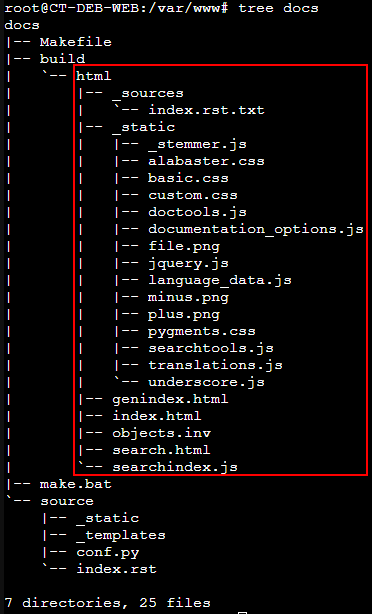 root@CT-DEB-WEB:/var/www# tree docs
docs
|-- Makefile
|-- build
|   `-- html
|       |-- _sources
|       |   `-- index.rst.txt
|       |-- _static
|       |   |-- _stemmer.js
|       |   |-- alabaster.css
|       |   |-- basic.css
|       |   |-- custom.css
|       |   |-- doctools.js
|       |   |-- documentation_options.js
|       |   |-- file.png
|       |   |-- jquery.js
|       |   |-- language_data.js
|       |   |-- minus.png
|       |   |-- plus.png
|       |   |-- pygments.css
|       |   |-- searchtools.js
|       |   |-- translations.js
|       |   `-- underscore.js
|       |-- genindex.html
|       |-- index.html
|       |-- objects.inv
|       |-- search.html
|       `-- searchindex.js
|-- make.bat
`-- source
    |-- _static
    |-- _templates
    |-- conf.py
    `-- index.rst

7 directories, 25 files